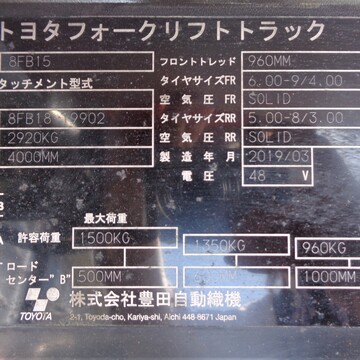 トヨタフォークリフトトラック
8FB15 フロントトレッド 960MM
タッチメント型式 タイヤサイズFR 6.00-9/4.00
空気圧FR SOLID
8FB18-19902 タイヤサイズRR 5.00-8/3.00
2920KG 空気圧RR SOLID
4000MM 製造年月 2019/03
電圧 48 V
最大荷重
許容荷重 1500KG 1350KG 960KG
ロード
センター"B" 500MM 1000MM
TOYOTA 株式会社豊田自動織機
2-1, Toyoda-cho, Kariya-shi, Aichi 448-8671 Japan